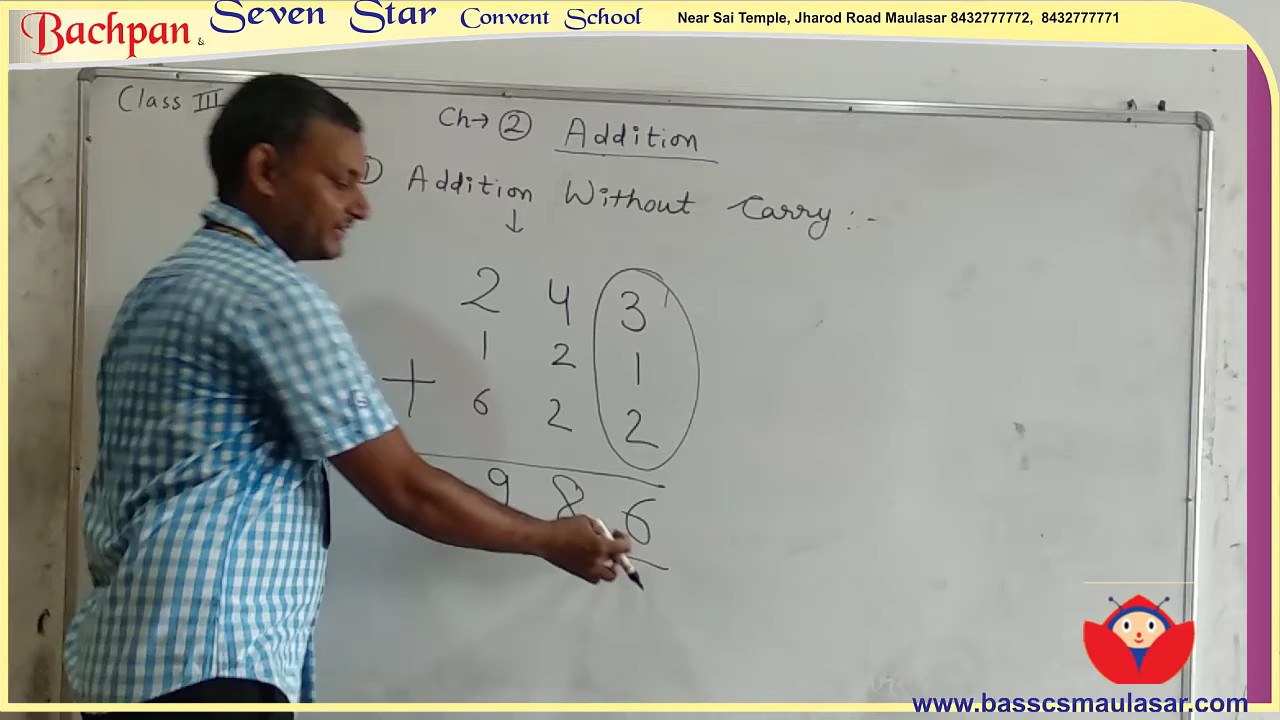 Bachpan & Seven Star Convent School Near Sai Temple, Jharod Road Maulasar 8432777772, 8432777771
Class III
Ch→ 2 Addition
Addition Without Carry :-
↓
2 4 3
1 2 1
+ 6 2 2
9 8 6
www.basscsmaulasar.com